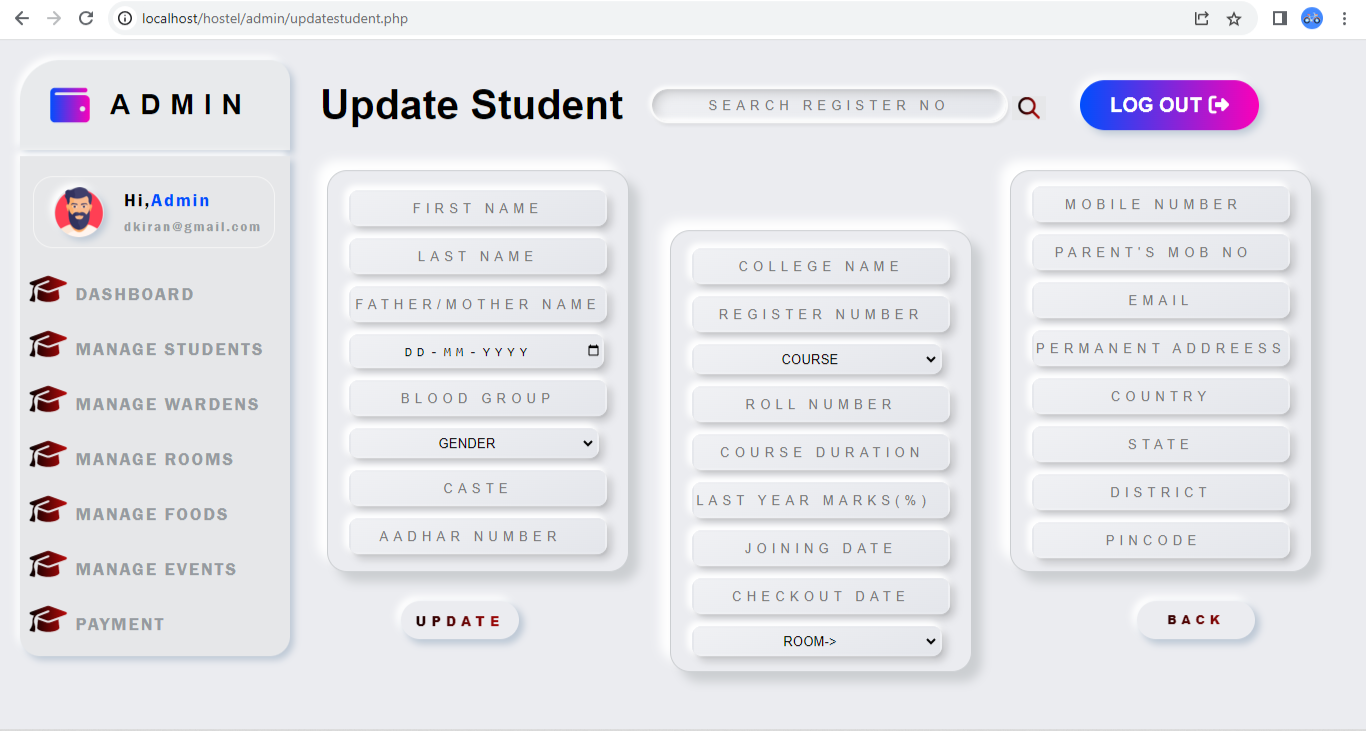 localhost/hostel/admin/updatestudent.php
ADMIN
Update Student
SEARCH REGISTER NO
LOG OUT
Hi,Admin
dkiran@gmail.com
DASHBOARD
MANAGE STUDENTS
MANAGE WARDENS
MANAGE ROOMS
MANAGE FOODS
MANAGE EVENTS
PAYMENT
FIRST NAME
LAST NAME
FATHER/MOTHER NAME
DD-MM-YYYY
BLOOD GROUP
GENDER
CASTE
AADHAR NUMBER
UPDATE
COLLEGE NAME
REGISTER NUMBER
COURSE
ROLL NUMBER
COURSE DURATION
LAST YEAR MARKS(%)
JOINING DATE
CHECKOUT DATE
ROOM->
MOBILE NUMBER
PARENT'S MOB NO
EMAIL
PERMANENT ADDREESS
COUNTRY
STATE
DISTRICT
PINCODE
BACK